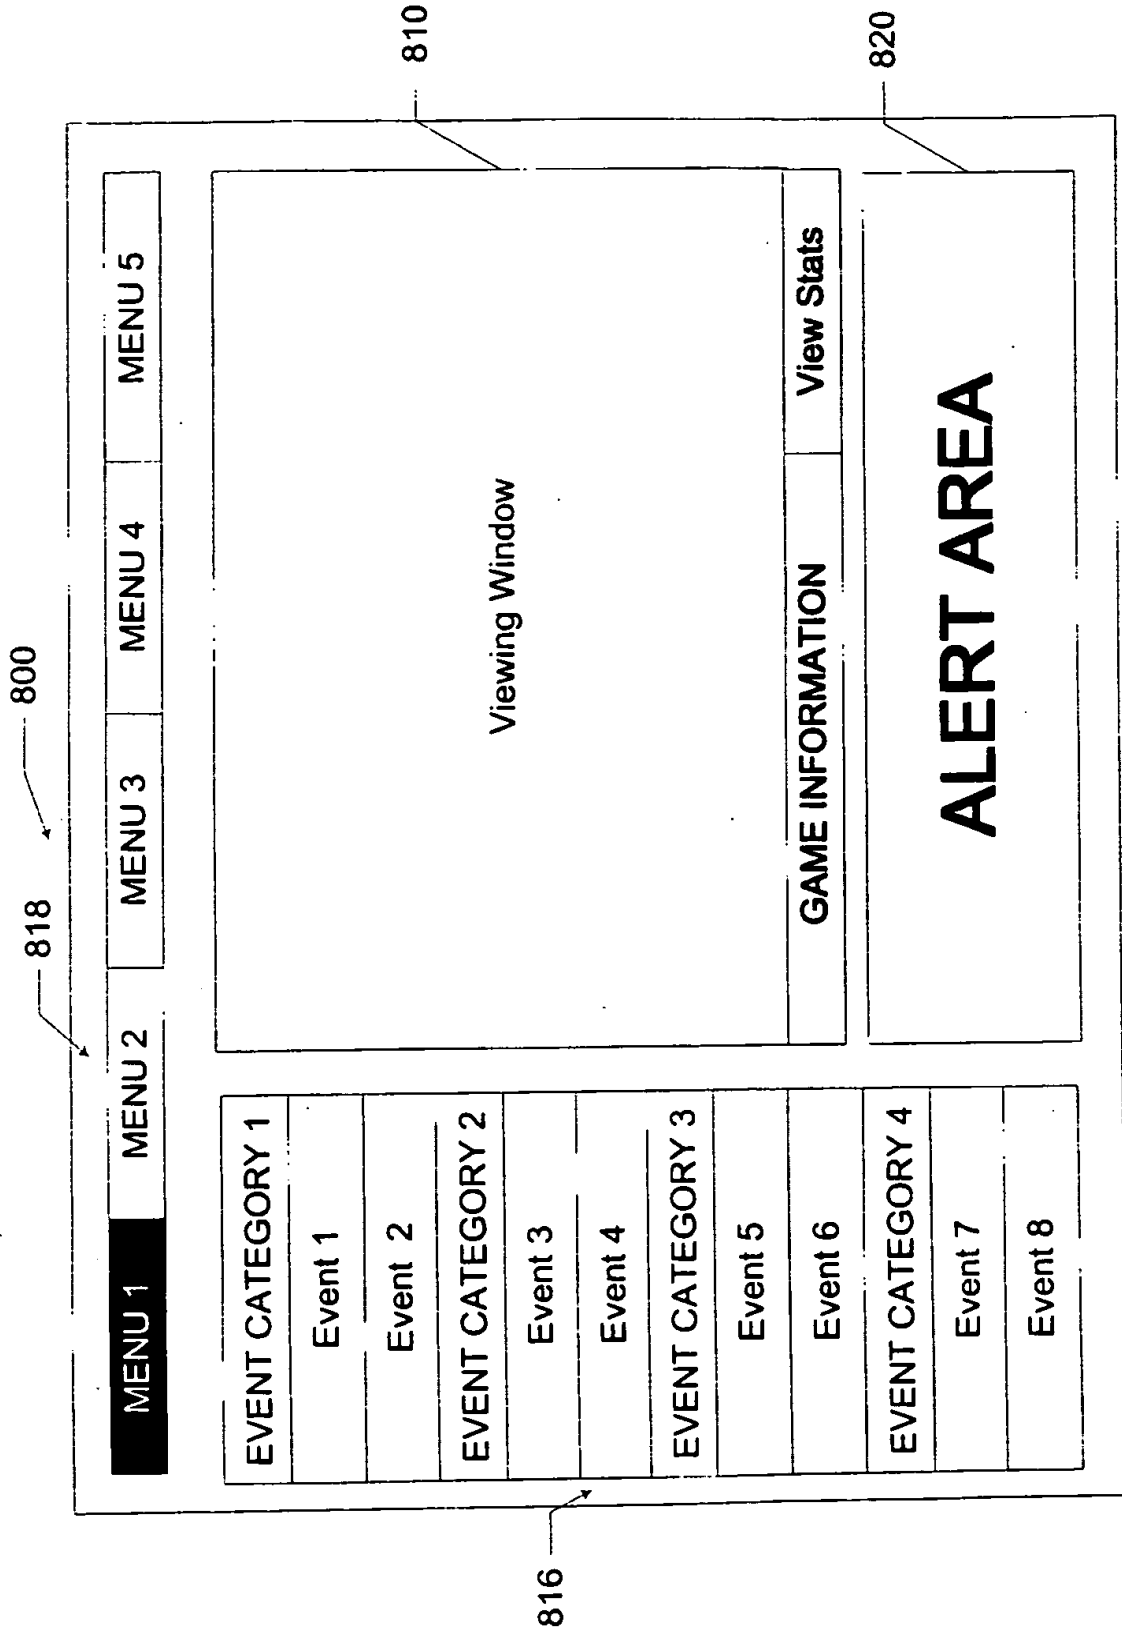 800
818
MENU 1
MENU 2
MENU 3
MENU 4
MENU 5
816
EVENT CATEGORY 1
Event 1
Event 2
EVENT CATEGORY 2
Event 3
Event 4
EVENT CATEGORY 3
Event 5
Event 6
EVENT CATEGORY 4
Event 7
Event 8
Viewing Window
810
GAME INFORMATION
View Stats
ALERT AREA
820